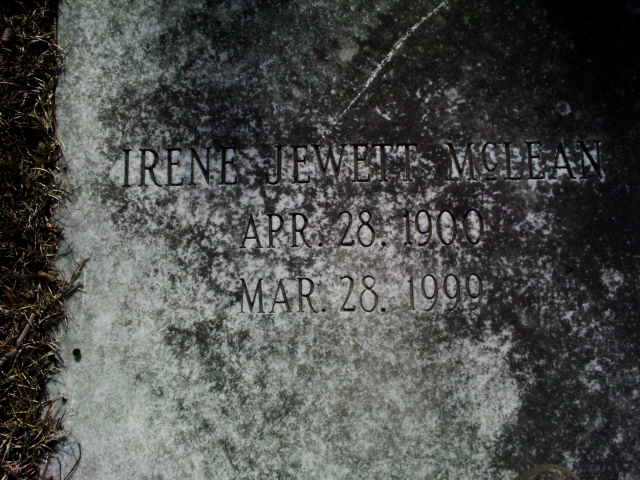 IRENE JEWETT McLEAN
APR. 28. 1900
MAR. 28. 1999